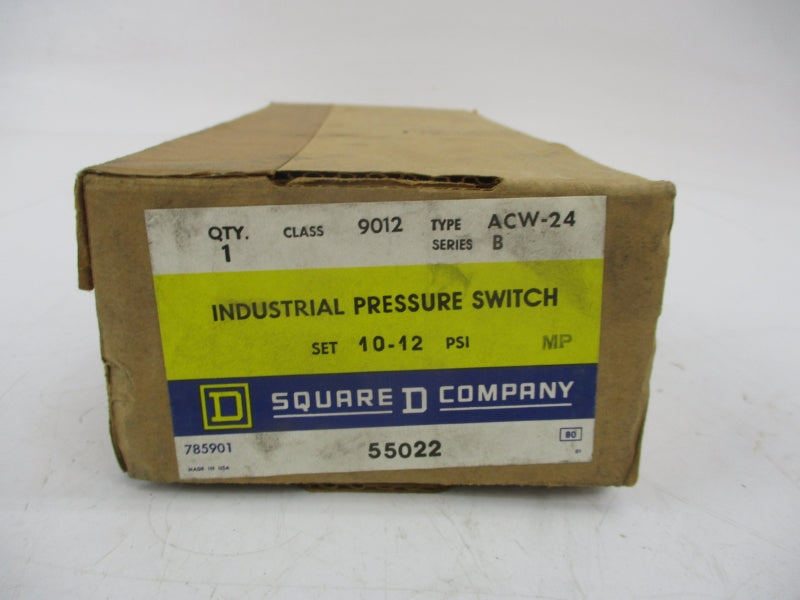 QTY. CLASS 9012 TYPE ACW-24
1 SERIES B
INDUSTRIAL PRESSURE SWITCH
SET 10-12 PSI MP
D SQUARE D COMPANY
785901 55022 80
MADE IN USA